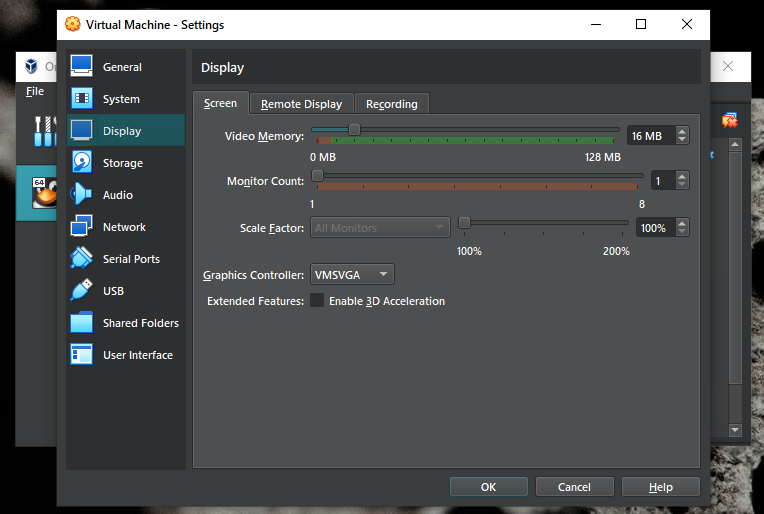 Virtual Machine - Settings
File
64
General
System
Display
Storage
Audio
Network
Serial Ports
USB
Shared Folders
User Interface
Display
Screen
Remote Display
Recording
Video Memory:
16 MB
0 MB
128 MB
Monitor Count:
1
1
8
Scale Factor:
All Monitors
100%
100%
200%
Graphics Controller:
VMSVGA
Extended Features:
Enable 3D Acceleration
OK
Cancel
Help